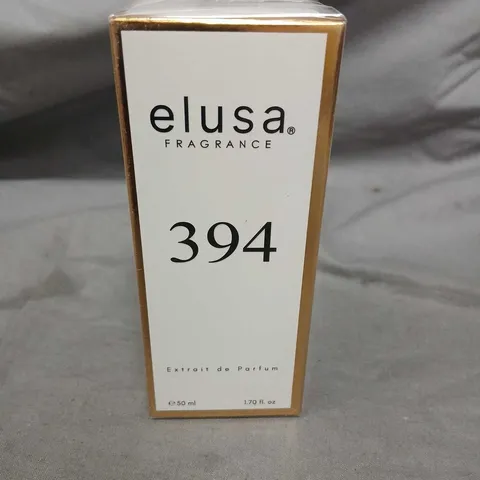 elusa®
FRAGRANCE
394
Extrait de Parfum
℮50 ml 1.70 fl. oz